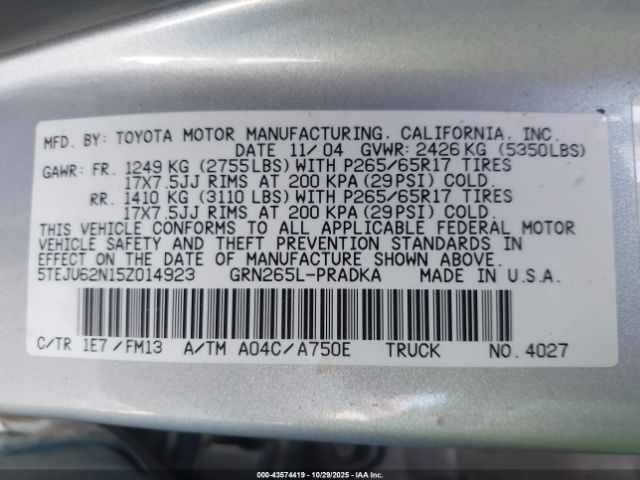 MFD. BY: TOYOTA MOTOR MANUFACTURING, CALIFORNIA, INC.
DATE 11/04 GVWR: 2426 KG (5350LBS)
GAWR: FR. 1249 KG (2755LBS) WITH P265/65R17 TIRES
17X7.5JJ RIMS AT 200 KPA (29PSI) COLD.
RR. 1410 KG (3110 LBS) WITH P265/65R17 TIRES
17X7.5JJ RIMS AT 200 KPA (29PSI) COLD.
THIS VEHICLE CONFORMS TO ALL APPLICABLE FEDERAL MOTOR
VEHICLE SAFETY AND THEFT PREVENTION STANDARDS IN EFFECT
ON THE DATE OF MANUFACTURE SHOWN ABOVE.
5TEJU62N15Z014923 GRN265L-PRADKA MADE IN U.S.A.
C/TR 1E7/FM13 A/TM A04C/A750E TRUCK NO. 4027
000-43574419 | 10/29/2025 | iaai.com